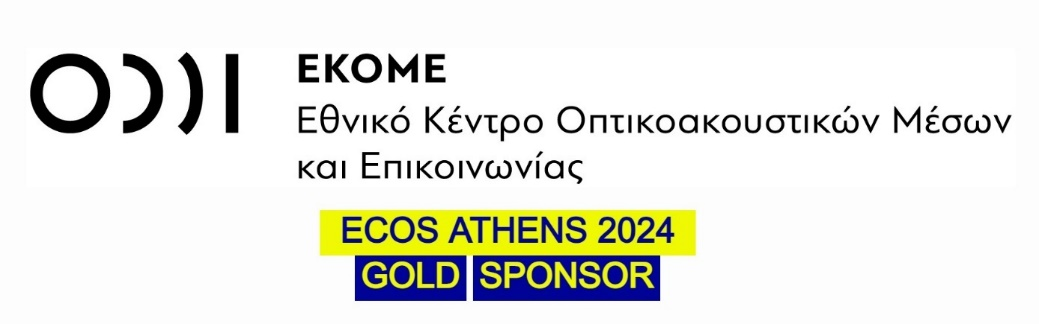 ΕΚΟΜΕ
Εθνικό Κέντρο Οπτικοακουστικών Μέσων
και Επικοινωνίας
ECOS ATHENS 2024
GOLD SPONSOR